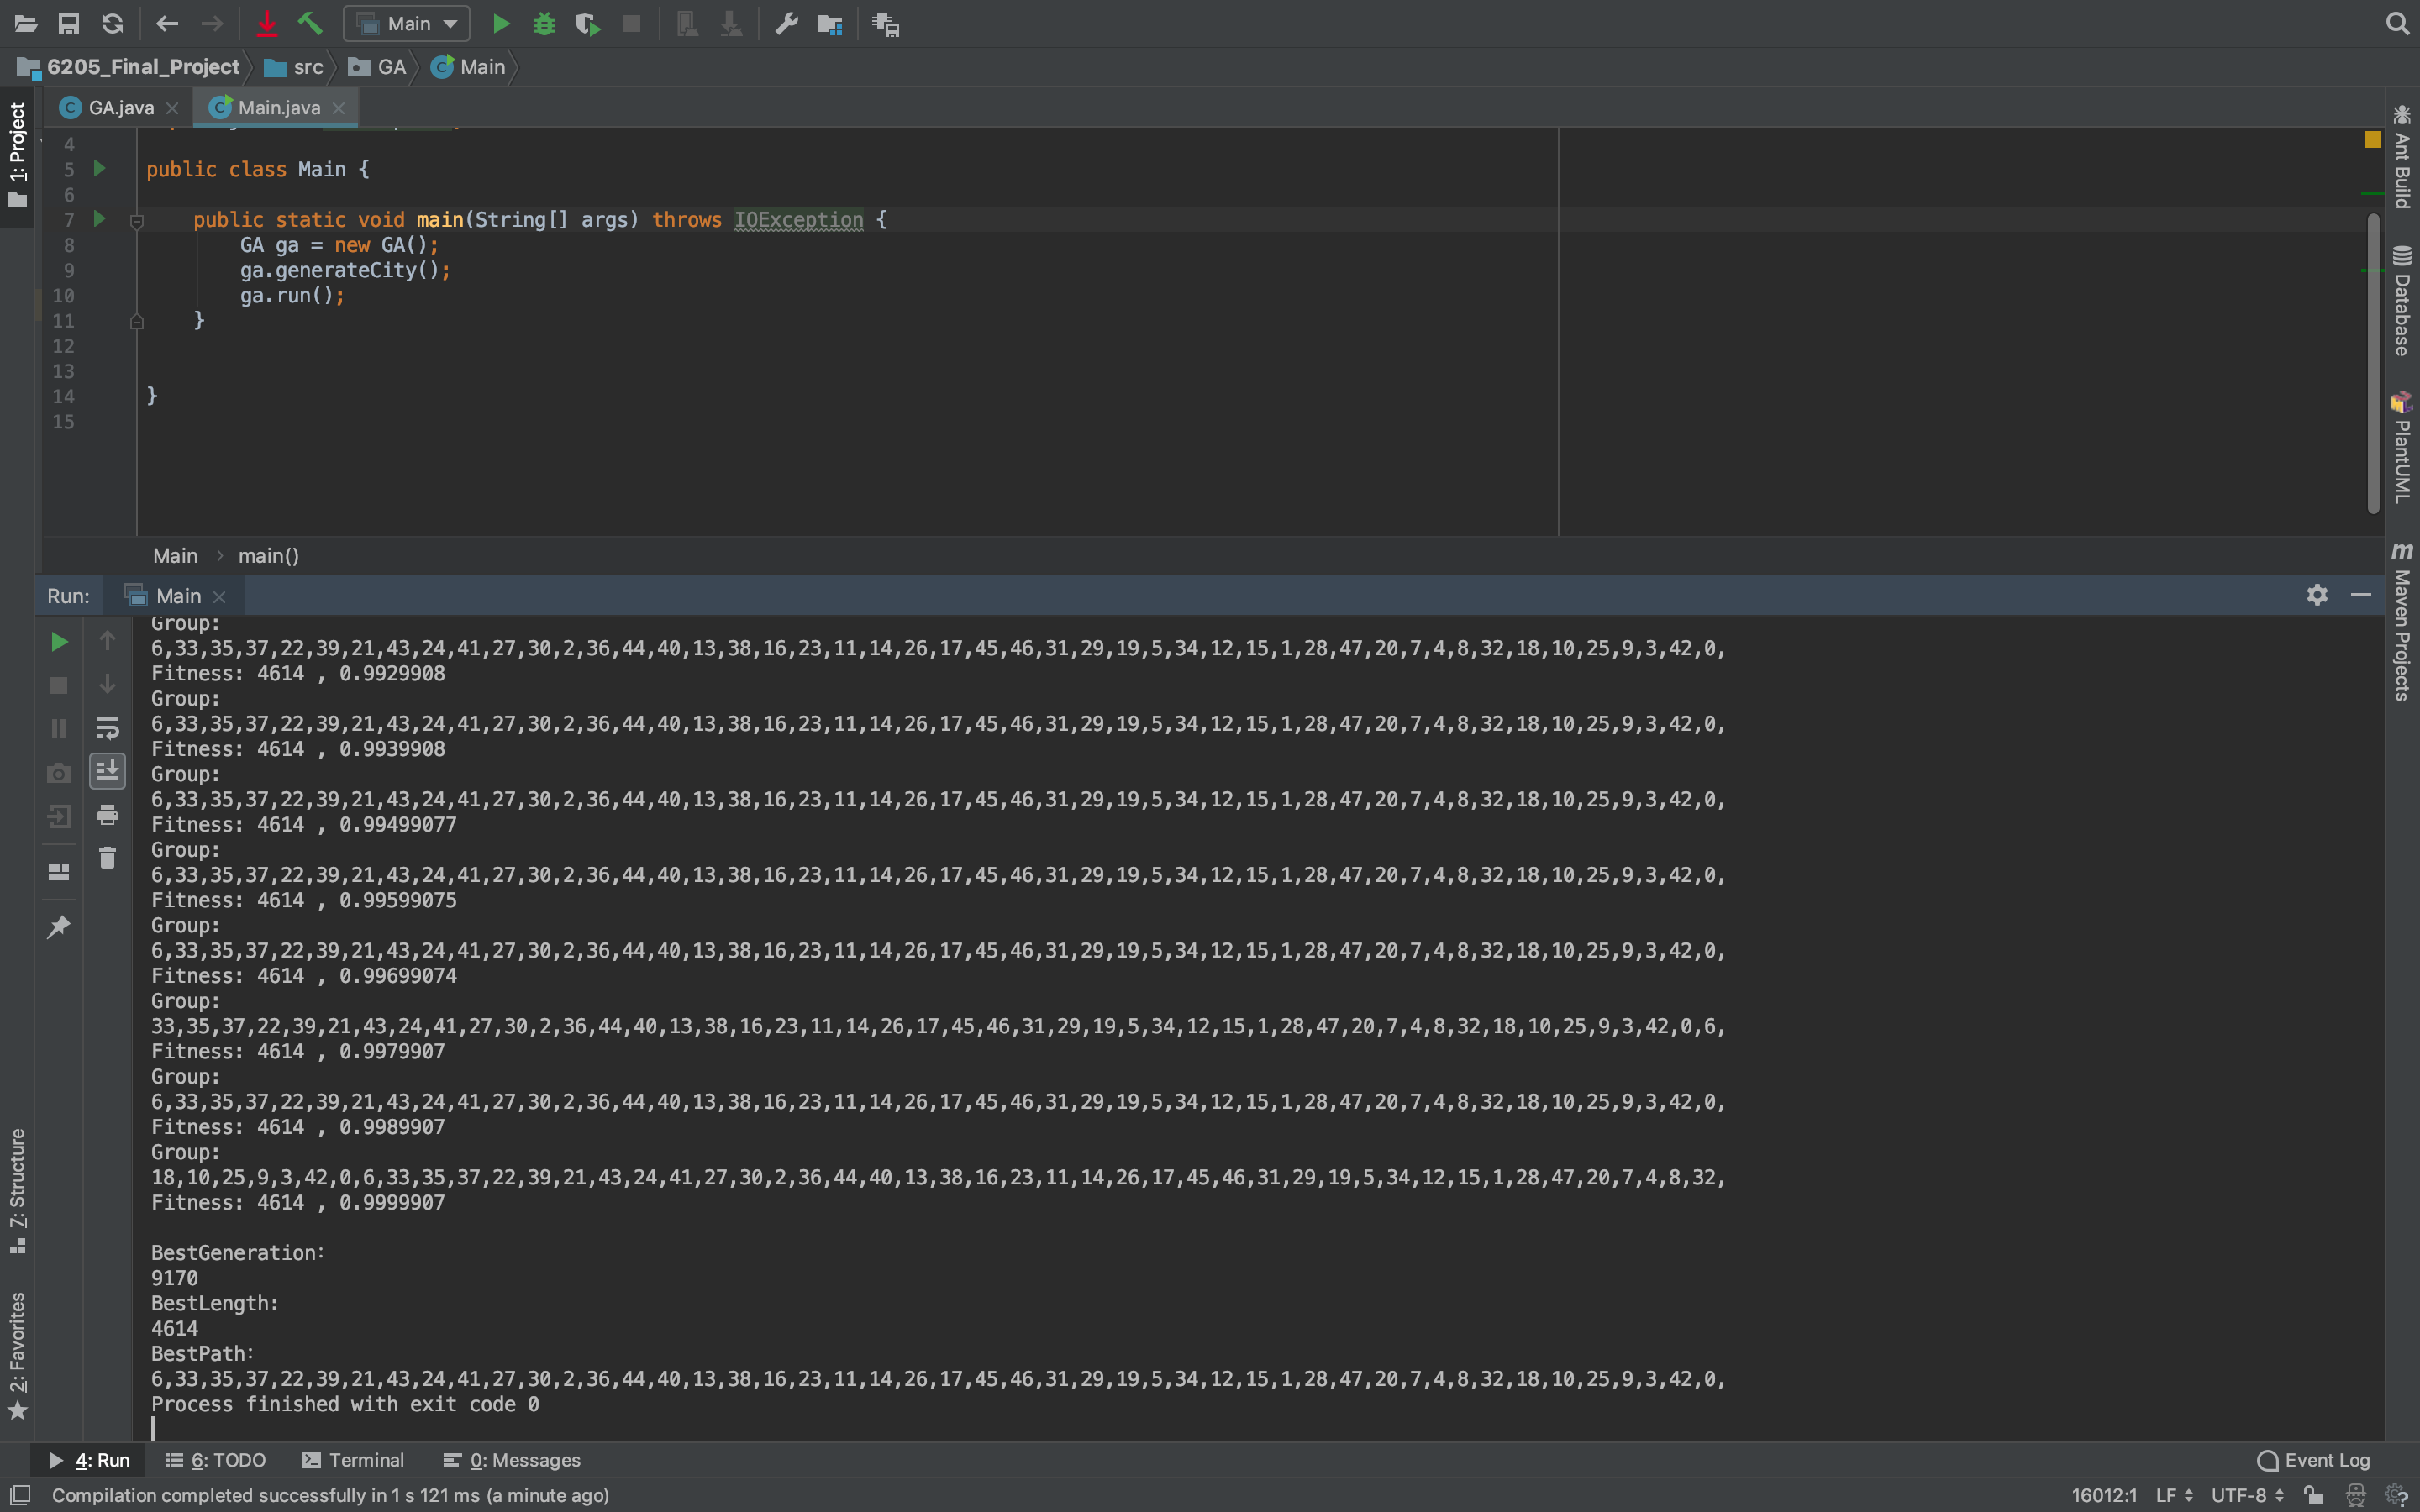 Main
6205_Final_Project
src
GA
Main
GA.java
Main.java
1: Project
4
5 public class Main {
6
7 public static void main(String[] args) throws IOException {
8 GA ga = new GA();
9 ga.generateCity();
10 ga.run();
11 }
12
13
14 }
15
Ant Build
Database
PlantUML
m Maven Projects
Main
main()
Run:
Main
Group:
6,33,35,37,22,39,21,43,24,41,27,30,2,36,44,40,13,38,16,23,11,14,26,17,45,46,31,29,19,5,34,12,15,1,28,47,20,7,4,8,32,18,10,25,9,3,42,0,
Fitness: 4614 , 0.9929908
Group:
6,33,35,37,22,39,21,43,24,41,27,30,2,36,44,40,13,38,16,23,11,14,26,17,45,46,31,29,19,5,34,12,15,1,28,47,20,7,4,8,32,18,10,25,9,3,42,0,
Fitness: 4614 , 0.9939908
Group:
6,33,35,37,22,39,21,43,24,41,27,30,2,36,44,40,13,38,16,23,11,14,26,17,45,46,31,29,19,5,34,12,15,1,28,47,20,7,4,8,32,18,10,25,9,3,42,0,
Fitness: 4614 , 0.99499077
Group:
6,33,35,37,22,39,21,43,24,41,27,30,2,36,44,40,13,38,16,23,11,14,26,17,45,46,31,29,19,5,34,12,15,1,28,47,20,7,4,8,32,18,10,25,9,3,42,0,
Fitness: 4614 , 0.99599075
Group:
6,33,35,37,22,39,21,43,24,41,27,30,2,36,44,40,13,38,16,23,11,14,26,17,45,46,31,29,19,5,34,12,15,1,28,47,20,7,4,8,32,18,10,25,9,3,42,0,
Fitness: 4614 , 0.99699074
Group:
33,35,37,22,39,21,43,24,41,27,30,2,36,44,40,13,38,16,23,11,14,26,17,45,46,31,29,19,5,34,12,15,1,28,47,20,7,4,8,32,18,10,25,9,3,42,0,6,
Fitness: 4614 , 0.9979907
Group:
6,33,35,37,22,39,21,43,24,41,27,30,2,36,44,40,13,38,16,23,11,14,26,17,45,46,31,29,19,5,34,12,15,1,28,47,20,7,4,8,32,18,10,25,9,3,42,0,
Fitness: 4614 , 0.9989907
Group:
18,10,25,9,3,42,0,6,33,35,37,22,39,21,43,24,41,27,30,2,36,44,40,13,38,16,23,11,14,26,17,45,46,31,29,19,5,34,12,15,1,28,47,20,7,4,8,32,
Fitness: 4614 , 0.9999907
BestGeneration:
9170
BestLength:
4614
BestPath:
6,33,35,37,22,39,21,43,24,41,27,30,2,36,44,40,13,38,16,23,11,14,26,17,45,46,31,29,19,5,34,12,15,1,28,47,20,7,4,8,32,18,10,25,9,3,42,0,
Process finished with exit code 0
7: Structure
2: Favorites
4: Run
6: TODO
Terminal
0: Messages
Event Log
Compilation completed successfully in 1 s 121 ms (a minute ago)
16012:1
LF
UTF-8